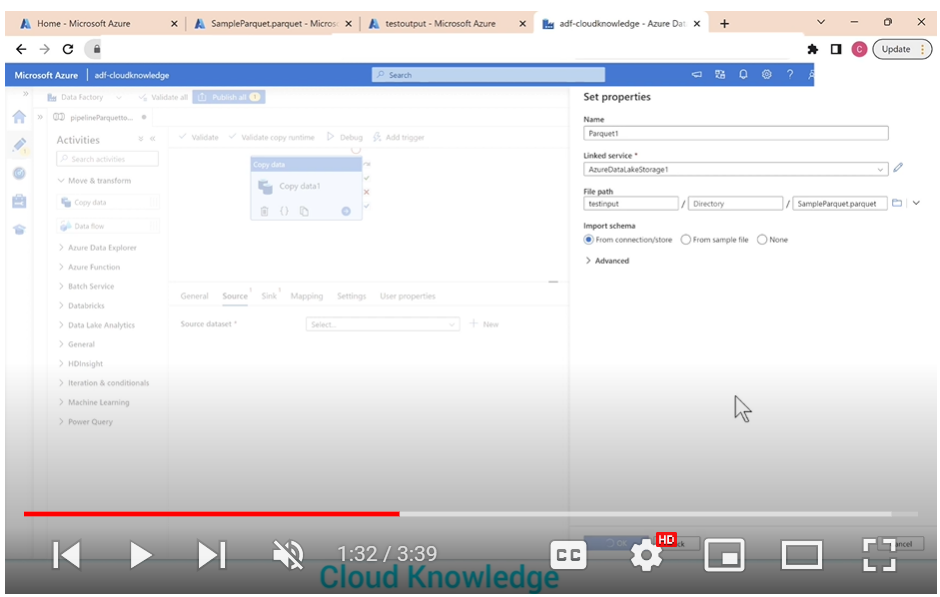 Home - Microsoft Azure
SampleParquet.parquet - Micros
testoutput - Microsoft Azure
adf-cloudknowledge - Azure Dat
C
Update
Microsoft Azure | adf-cloudknowledge
Search
Data Factory
Validate all
Publish all 1
pipelineParquetto...
Activities
Search activities
Move & transform
Copy data
Data flow
Azure Data Explorer
Azure Function
Batch Service
Databricks
Data Lake Analytics
General
HDInsight
Iteration & conditionals
Machine Learning
Power Query
Validate
Validate copy runtime
Debug
Add trigger
Copy data
Copy data1
General
Source 1
Sink 1
Mapping
Settings
User properties
Source dataset *
Select...
New
Set properties
Name
Parquet1
Linked service *
AzureDataLakeStorage1
File path
testinput / Directory / SampleParquet.parquet
Import schema
From connection/store From sample file None
Advanced
OK
1:32 / 3:39
CC
HD
Cloud Knowledge